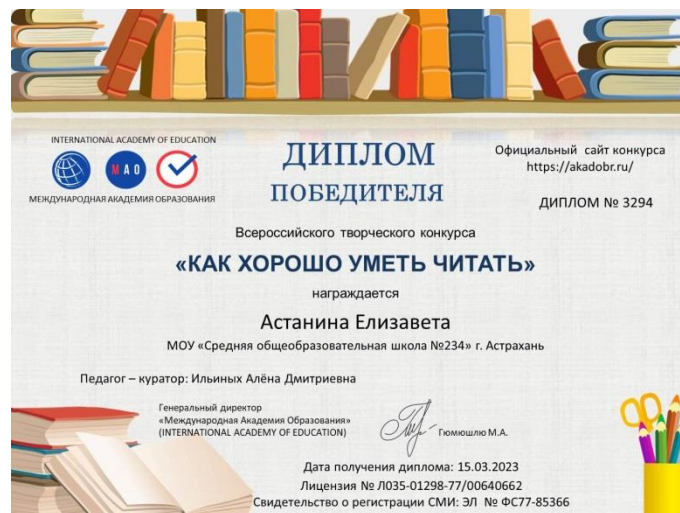 INTERNATIONAL ACADEMY OF EDUCATION
МАО
МЕЖДУНАРОДНАЯ АКАДЕМИЯ ОБРАЗОВАНИЯ
ДИПЛОМ
ПОБЕДИТЕЛЯ
Официальный сайт конкурса
https://akadobr.ru/
ДИПЛОМ № 3294
Всероссийского творческого конкурса
«КАК ХОРОШО УМЕТЬ ЧИТАТЬ»
награждается
Астанина Елизавета
МОУ «Средняя общеобразовательная школа №234» г. Астрахань
Педагог – куратор: Ильиных Алёна Дмитриевна
Генеральный директор
«Международная Академия Образования»
(INTERNATIONAL ACADEMY OF EDUCATION)
Гюмюшлю М.А.
Дата получения диплома: 15.03.2023
Лицензия № Л035-01298-77/00640662
Свидетельство о регистрации СМИ: ЭЛ № ФС77-85366